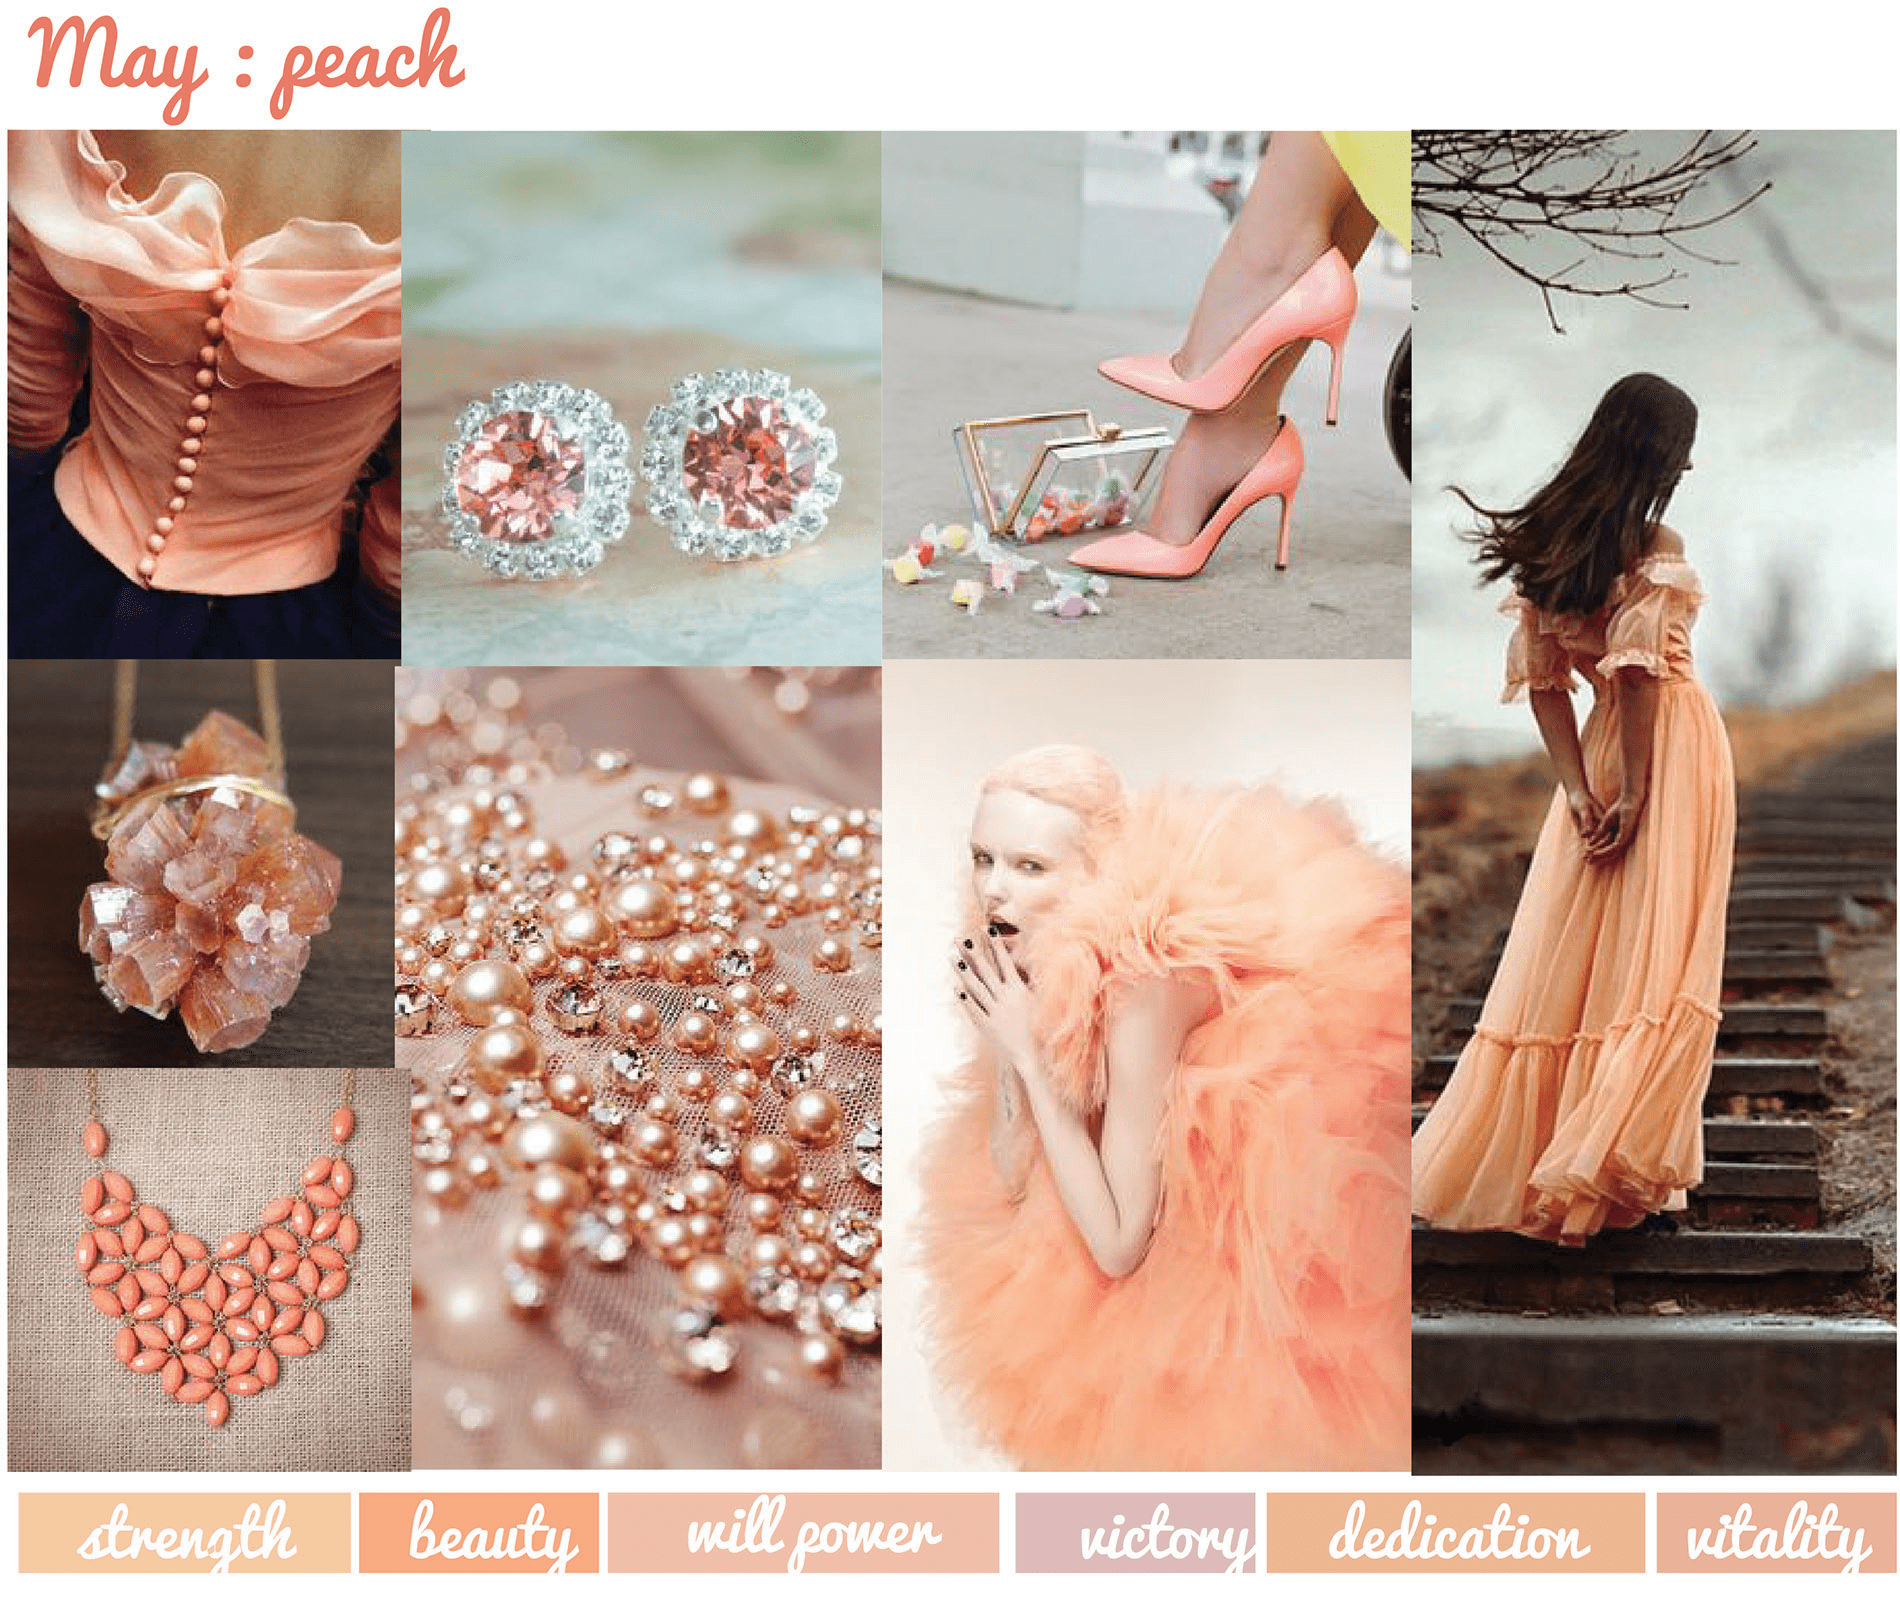 May : peach
strength
beauty
will power
victory
dedication
vitality